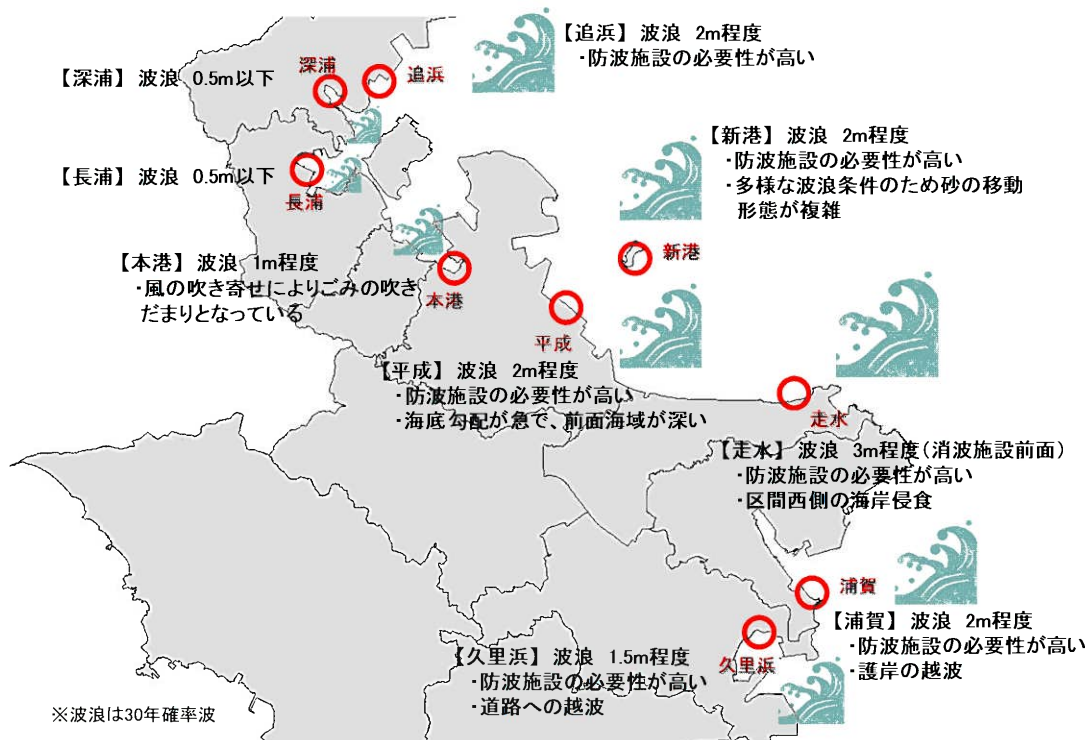 【追浜】 波浪 2m程度
・防波施設の必要性が高い
深浦
追浜
【深浦】 波浪 0.5m以下
【新港】 波浪 2m程度
・防波施設の必要性が高い
・多様な波浪条件のため砂の移動
形態が複雑
【長浦】 波浪 0.5m以下
長浦
新港
【本港】 波浪 1m程度
・風の吹き寄せによりごみの吹き
だまりとなっている
本港
平成
【平成】 波浪 2m程度
・防波施設の必要性が高い
・海底勾配が急で、前面海域が深い
走水
【走水】 波浪 3m程度(消波施設前面)
・防波施設の必要性が高い
・区間西側の海岸侵食
浦賀
【浦賀】 波浪 2m程度
・防波施設の必要性が高い
・護岸の越波
久里浜
【久里浜】 波浪 1.5m程度
・防波施設の必要性が高い
・道路への越波
※波浪は30年確率波